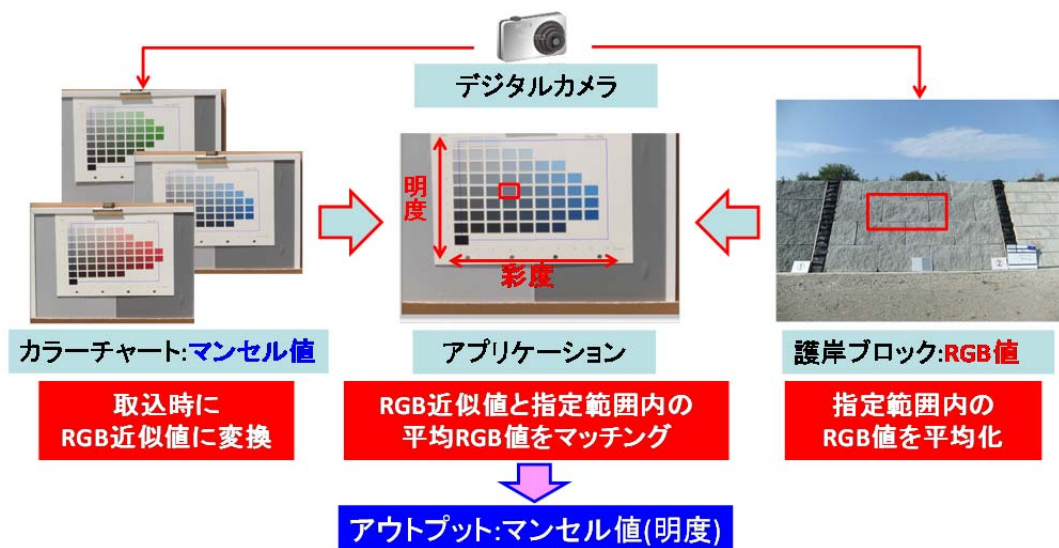 デジタルカメラ
明度
彩度
カラーチャート:マンセル値
アプリケーション
護岸ブロック:RGB値
取込時に
RGB近似値に変換
RGB近似値と指定範囲内の
平均RGB値をマッチング
指定範囲内の
RGB値を平均化
①
②
アウトプット:マンセル値(明度)